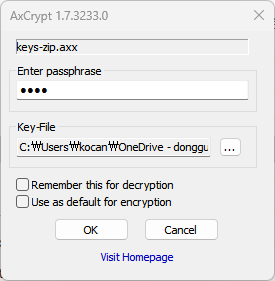 AxCrypt 1.7.3233.0
keys-zip.axx
Enter passphrase
●●●●
Key-File
C:₩Users₩kocan₩OneDrive - donggu
...
Remember this for decryption
Use as default for encryption
OK Cancel
Visit Homepage